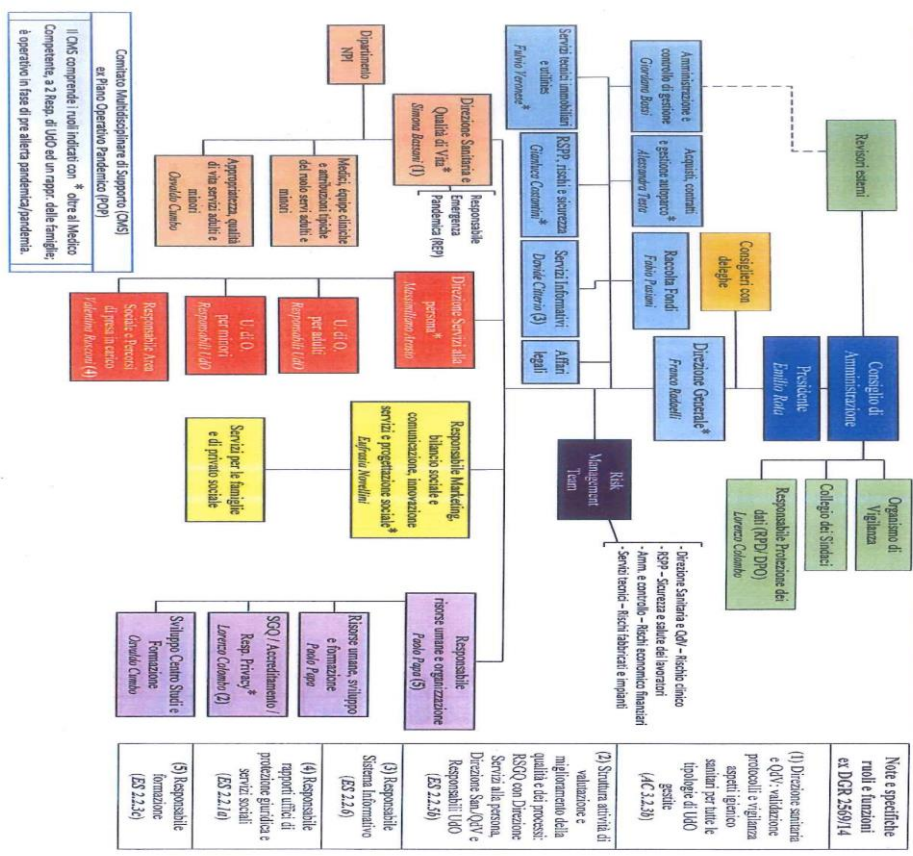 Revisori esterni
Consiglio di
Amministrazione
Organismo di
Vigilanza
Collegio dei Sindaci
Responsabile Protezione dei
dati (RPD/ DPO)
Lorenzo Colombo
Presidente
Emilio Rota
Consiglieri con
deleghe
Direzione Generale*
Franco Radaelli
Amministrazione e
controllo di gestione
Giordana Bossi
Acquisti, contratti
e gestione autoparco*
Alessandra Testa
Raccolta Fondi
Fabio Pasiani
Servizi tecnici immobiliari
e utilities
Fulvio Veronese*
RSPP, rischi e sicurezza
Gianluca Costantini*
Servizi Informativi
Davide Citterio (3)
Affari
legali
Risk
Management
Team
- Direzione Sanitaria e QdV – Rischio clinico
- RSPP – Sicurezza e salute dei lavoratori
- Amm. e controllo – Rischi economico finanziari
- Servizi tecnici – Rischi fabbricati e impianti
Dipartimento
NPI
Direzione Sanitaria e
Qualità di Vita*
Simona Bassani (1)
Responsabile
Emergenza
Pandemica (REP)
Medici, équipe cliniche
e attribuzioni tipiche
del ruolo servi adulti e
minori
Appropriatezza, qualità
di vita servizi adulti e
minori
Osvaldo Cumbo
Direzione Servizi alla
persona*
Massimiliano
U. di O.
per adulti
Responsabili UdO
U. di O.
per minori
Responsabili UdO
Responsabile Area
Sociale e Percorsi
di presa in carico
Valentina Rusconi (4)
Responsabile Marketing,
bilancio sociale e
comunicazione, innovazione
servizi e progettazione sociale*
Eufrasia Novellini
Servizi per le famiglie
e di privato sociale
Responsabile
risorse umane e organizzazione
Paolo Papa (5)
Risorse umane, sviluppo
e formazione
Paolo Papa
SGQ / Accreditamento /
Resp. Privacy*
Lorenzo Colombo (2)
Sviluppo Centro Studi e
Formazione
Osvaldo Cumbo
Comitato Multidisciplinare di Supporto (CMS)
ex Piano Operativo Pandemico (POP)
Il CMS comprende i ruoli indicati con * oltre al Medico
Competente, a 2 Resp. di UdO ed un rappr. delle famiglie;
è operativo in fase di pre allerta pandemica/pandemia.
Note e specifiche
ruoli e funzioni
ex DGR 2569/14
(1) Direzione sanitaria
e QdV: validazione
protocolli e vigilanza
aspetti igienico
sanitari per tutte le
tipologie di UdO
gestite
(AC 3.2.2b)
(2) Struttura attività di
valutazione e
miglioramento della
qualità e dei processi:
RSGQ con Direzione
Servizi alla persona,
Direzione San./QdV e
Responsabili UdO
(ES 2.2.5b)
(3) Responsabile
Sistema Informativo
(ES 2.2.6)
(4) Responsabile
rapporti uffici di
protezione giuridica e
servizi sociali
(ES 2.2.1a)
(5) Responsabile
formazione
(ES 2.2.3c)